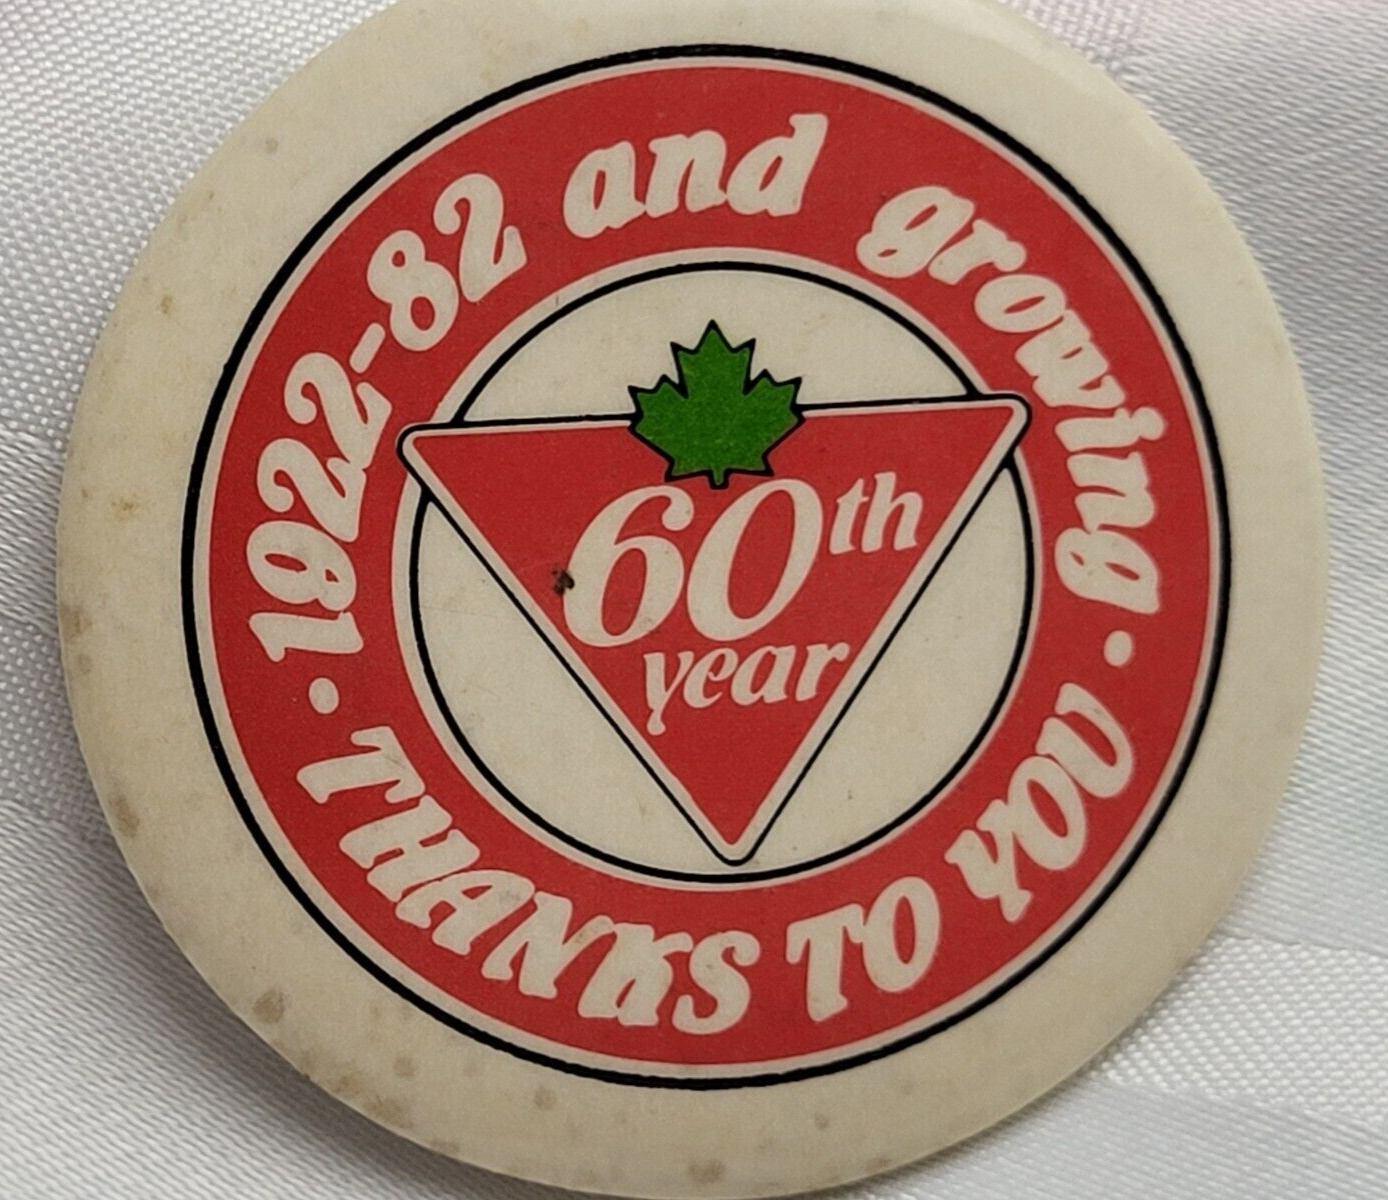 · 1922-82 and growing ·
THANKS TO YOU
60th
year